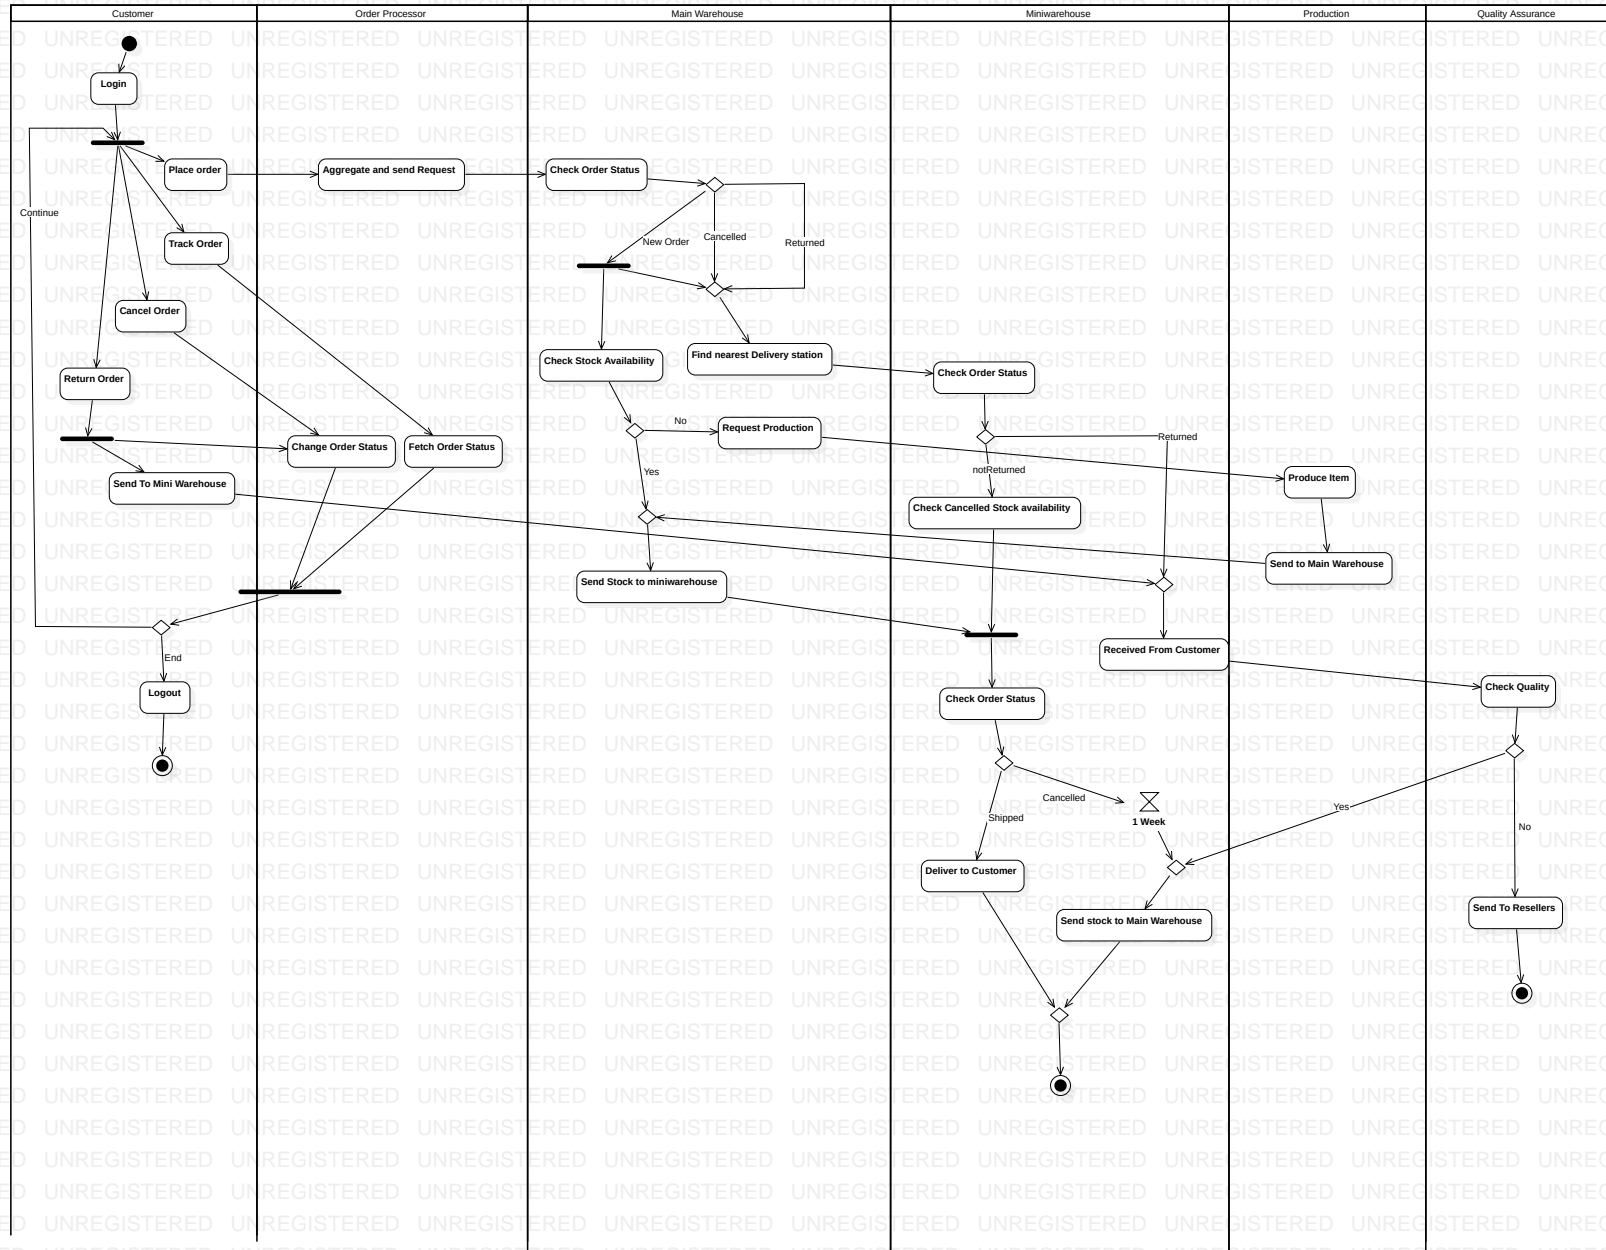 Customer
Order Processor
Main Warehouse
Miniwarehouse
Production
Quality Assurance
Login
Place order
Aggregate and send Request
Check Order Status
Continue
Track Order
New Order
Cancelled
Returned
Cancel Order
Check Stock Availability
Find nearest Delivery station
Check Order Status
Return Order
No
Request Production
Returned
Change Order Status
Fetch Order Status
Yes
notReturned
Produce Item
Send To Mini Warehouse
Check Cancelled Stock availability
Send to Main Warehouse
Send Stock to miniwarehouse
Received From Customer
End
Logout
Check Order Status
Check Quality
Cancelled
1 Week
Yes
Shipped
No
Deliver to Customer
Send stock to Main Warehouse
Send To Resellers
UNREGISTERED